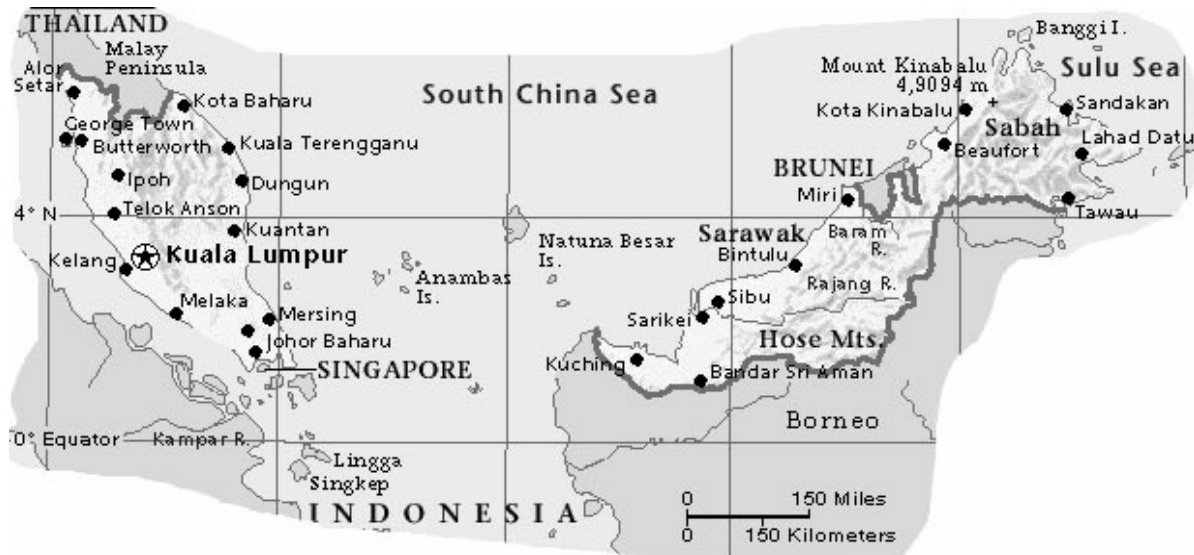 THAILAND
Malay
Peninsula
Alor
Setar
Kota Baharu
George Town
Butterworth
Kuala Terengganu
Ipoh
Dungun
Telok Anson
4° N
Kuantan
Kuala Lumpur
Kelang
Melaka
Mersing
Johor Baharu
SINGAPORE
0° Equator
Kampar R.
Lingga
Singkep
INDONESIA
South China Sea
Anambas
Is.
Natuna Besar
Is.
Banggi I.
Mount Kinabalu
4,9094 m
Sulu Sea
Kota Kinabalu
Sandakan
Sabah
Lahad Datu
Beaufort
BRUNEI
Miri
Tawau
Baram
R.
Sarawak
Bintulu
Rajang R.
Sibu
Sarikei
Hose Mts.
Kuching
Bandar Sri Aman
Borneo
0 150 Miles
0 150 Kilometers